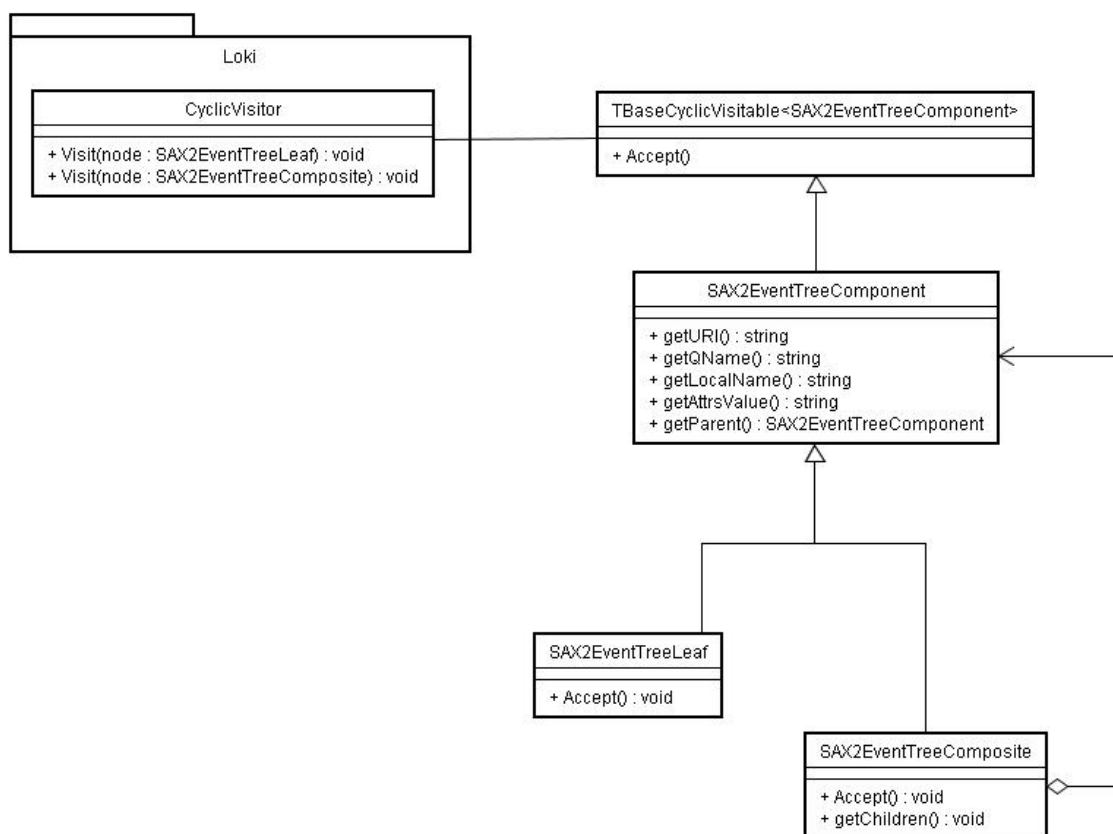 Loki
CyclicVisitor
+ Visit(node : SAX2EventTreeLeaf) : void
+ Visit(node : SAX2EventTreeComposite) : void
TBaseCyclicVisitable<SAX2EventTreeComponent>
+ Accept()
SAX2EventTreeComponent
+ getURI() : string
+ getQName() : string
+ getLocalName() : string
+ getAttrsValue() : string
+ getParent() : SAX2EventTreeComponent
SAX2EventTreeLeaf
+ Accept() : void
SAX2EventTreeComposite
+ Accept() : void
+ getChildren() : void